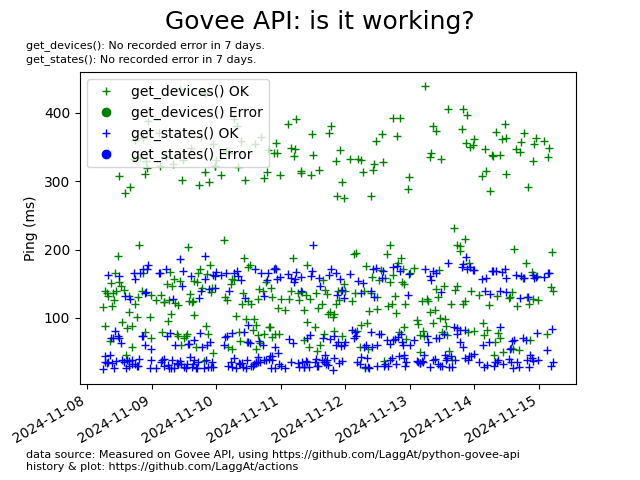 Govee API: is it working?
get_devices(): No recorded error in 7 days.
get_states(): No recorded error in 7 days.
get_devices() OK
get_devices() Error
get_states() OK
get_states() Error
Ping (ms)
400
300
200
100
2024-11-08
2024-11-09
2024-11-10
2024-11-11
2024-11-12
2024-11-13
2024-11-14
2024-11-15
data source: Measured on Govee API, using https://github.com/LaggAt/python-govee-api
history & plot: https://github.com/LaggAt/actions